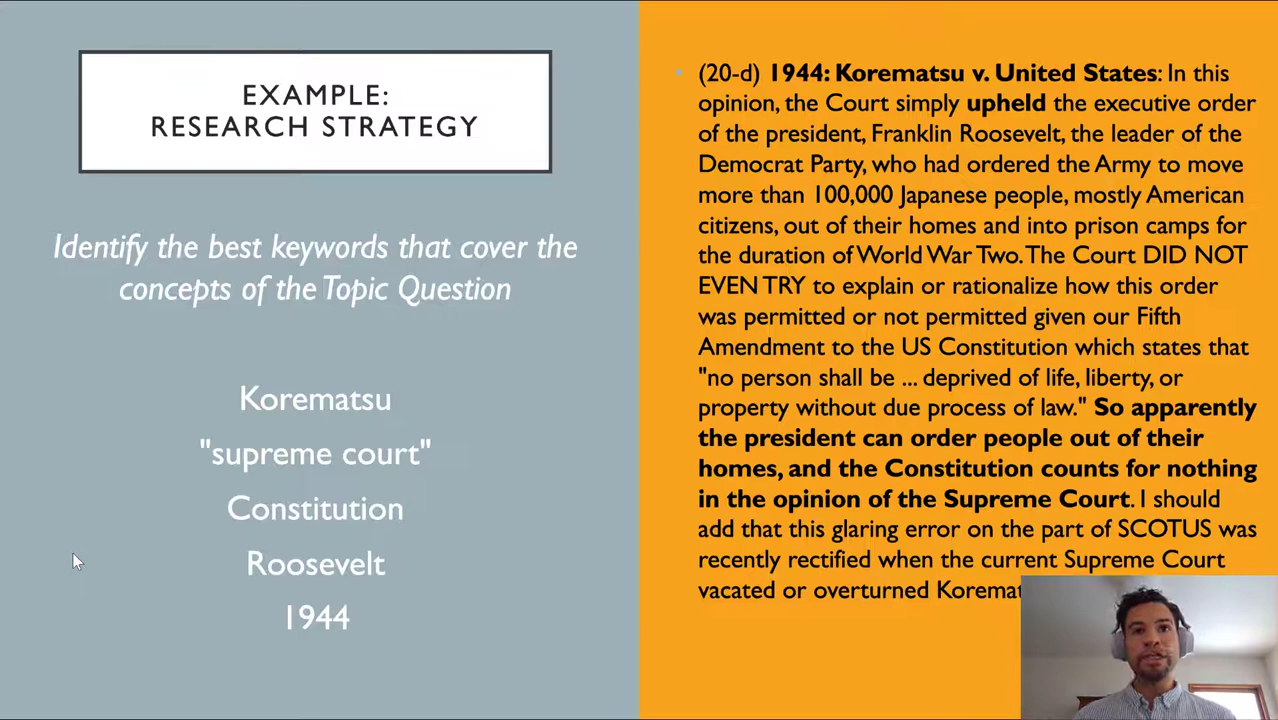 EXAMPLE:
RESEARCH STRATEGY
Identify the best keywords that cover the
concepts of the Topic Question
Korematsu
"supreme court"
Constitution
Roosevelt
1944
• (20-d) 1944: Korematsu v. United States: In this
opinion, the Court simply upheld the executive order
of the president, Franklin Roosevelt, the leader of the
Democrat Party, who had ordered the Army to move
more than 100,000 Japanese people, mostly American
citizens, out of their homes and into prison camps for
the duration of World War Two. The Court DID NOT
EVEN TRY to explain or rationalize how this order
was permitted or not permitted given our Fifth
Amendment to the US Constitution which states that
"no person shall be ... deprived of life, liberty, or
property without due process of law." So apparently
the president can order people out of their
homes, and the Constitution counts for nothing
in the opinion of the Supreme Court. I should
add that this glaring error on the part of SCOTUS was
recently rectified when the current Supreme Court
vacated or overturned